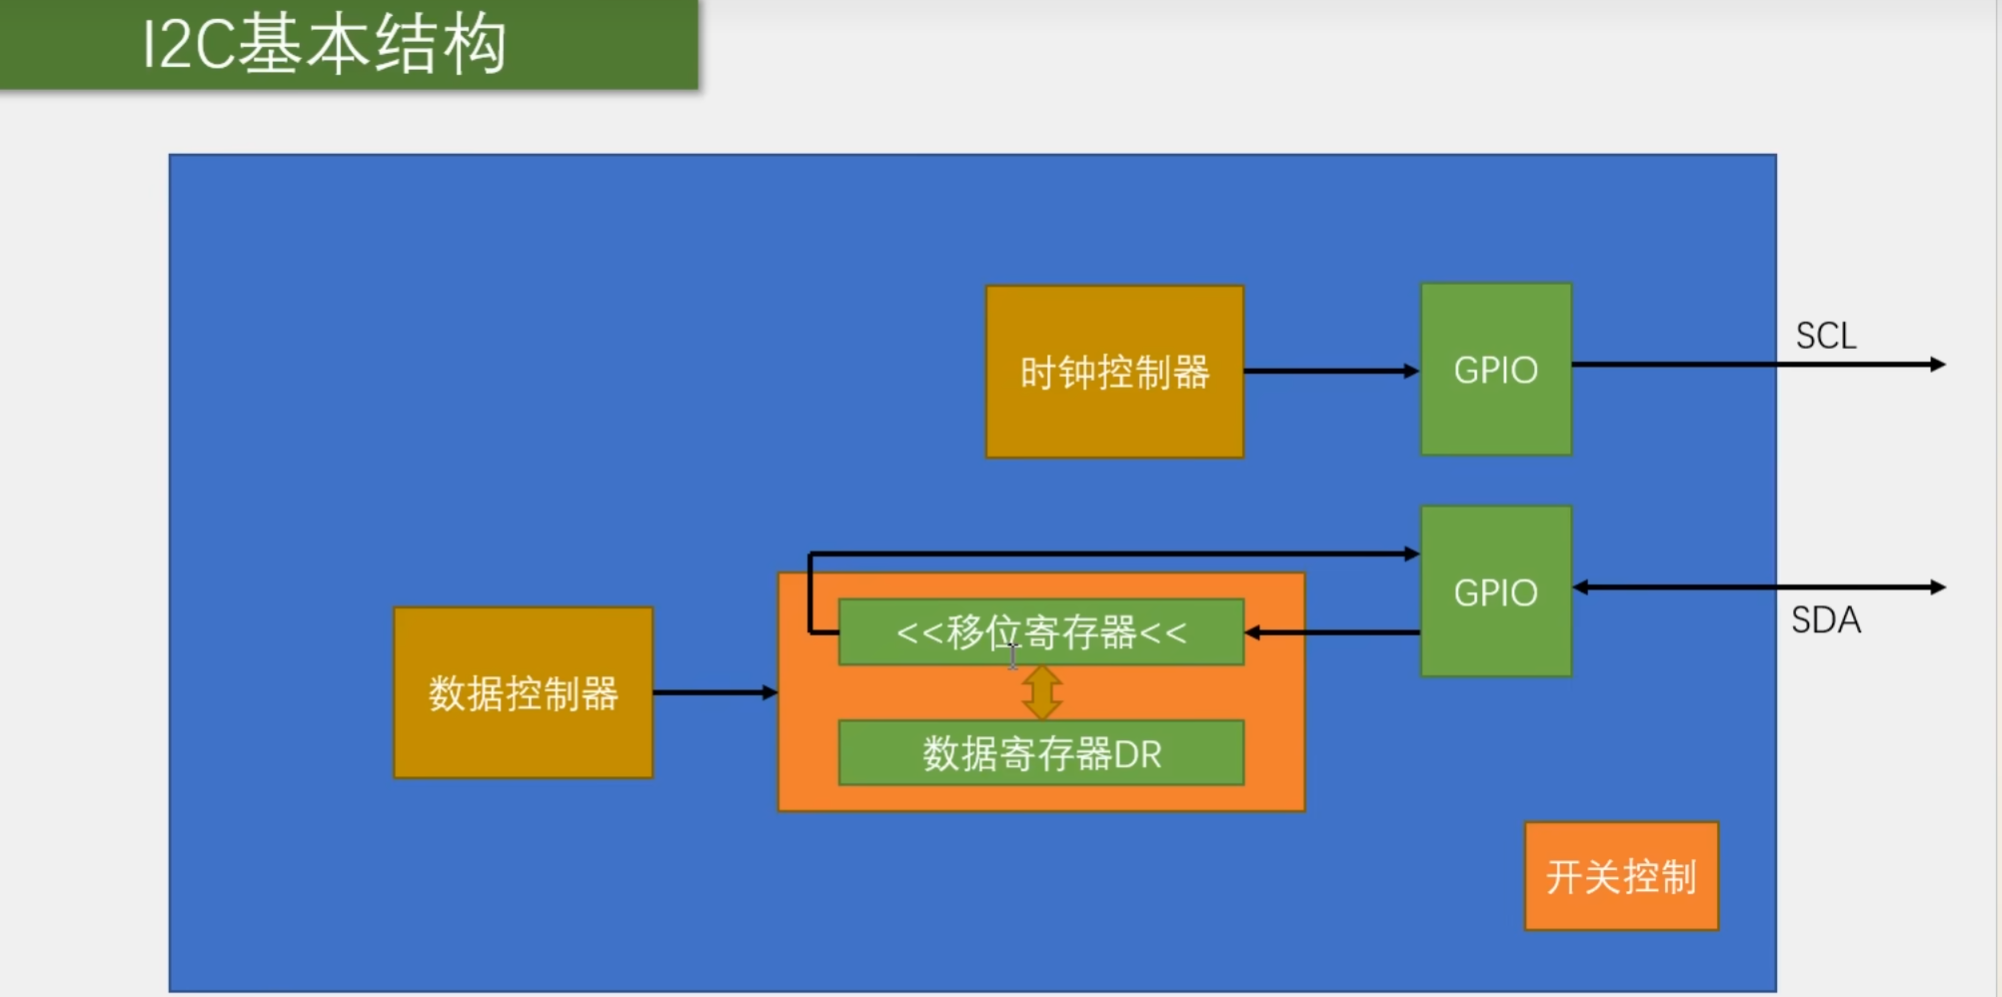 I2C基本结构
时钟控制器
GPIO
SCL
GPIO
SDA
<<移位寄存器<<
数据控制器
数据寄存器DR
开关控制